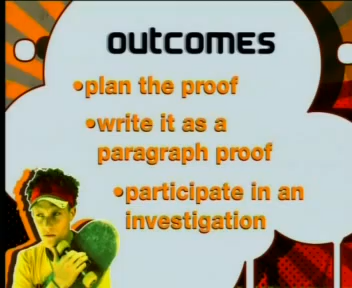 outcomes
•plan the proof
•write it as a
paragraph proof
•participate in an
investigation